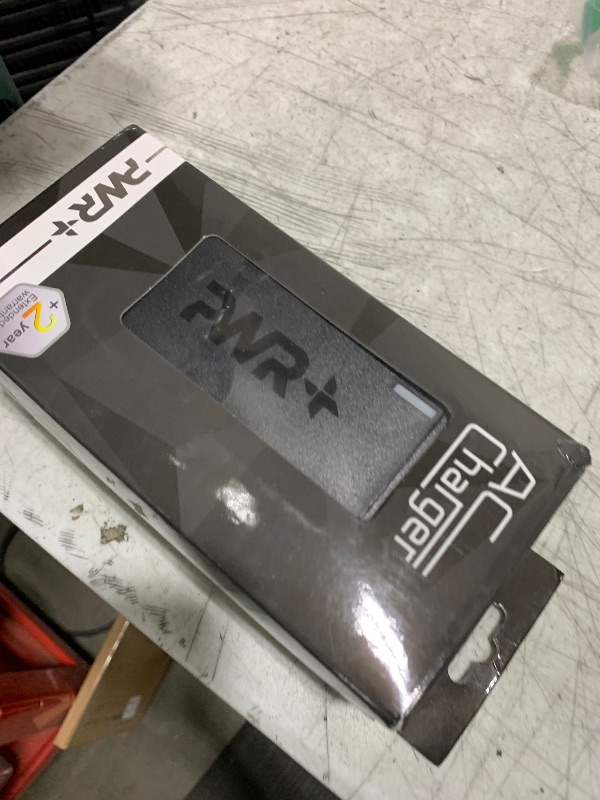 PWR+
+2 year
Extended
warranty
PWR+
AC
Charger